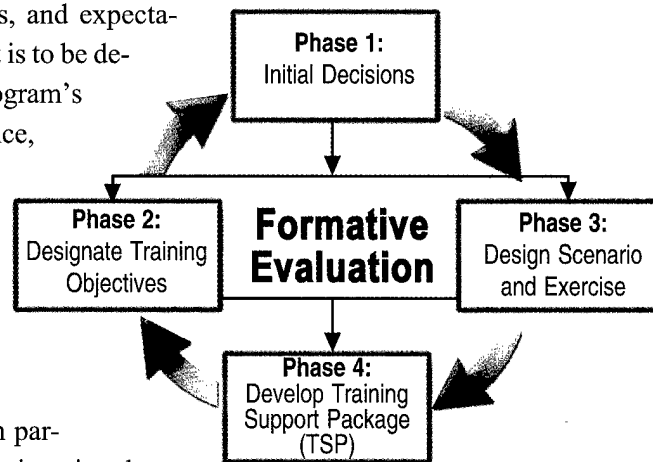 s, and expecta-
t is to be de-
ogram's
ce,
Phase 1:
Initial Decisions
Phase 2:
Designate Training
Objectives
Formative
Evaluation
Phase 3:
Design Scenario
and Exercise
Phase 4:
Develop Training
Support Package
(TSP)
n par-